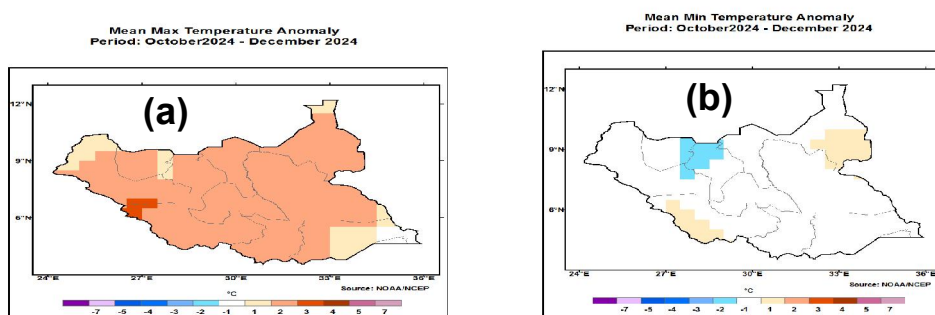 Mean Max Temperature Anomaly
Period: October2024 - December 2024
(a)
12°N
9°N
6°N
24°E 27°E 30°E 33°E 36°E
Source: NOAA/NCEP
°C
-7 -5 -4 -3 -2 -1 1 2 3 4 5 7
Mean Min Temperature Anomaly
Period: October 2024 - December 2024
(b)
12°N
9°N
6°N
24°E 27°E 30°E 33°E 36°E
Source: NOAA/NCEP
°C
-7 -5 -4 -3 -2 -1 1 2 3 4 5 7